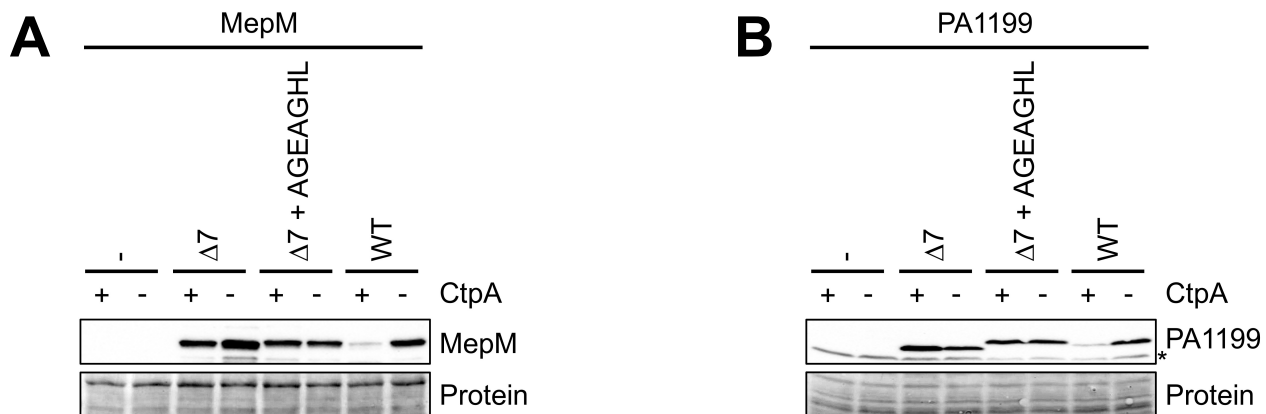 A
MepM
- Δ7 Δ7 + AGEAGHL WT
+ - + - + - + - CtpA
MepM
Protein
B
PA1199
- Δ7 Δ7 + AGEAGHL WT
+ - + - + - + - CtpA
PA1199
*
Protein